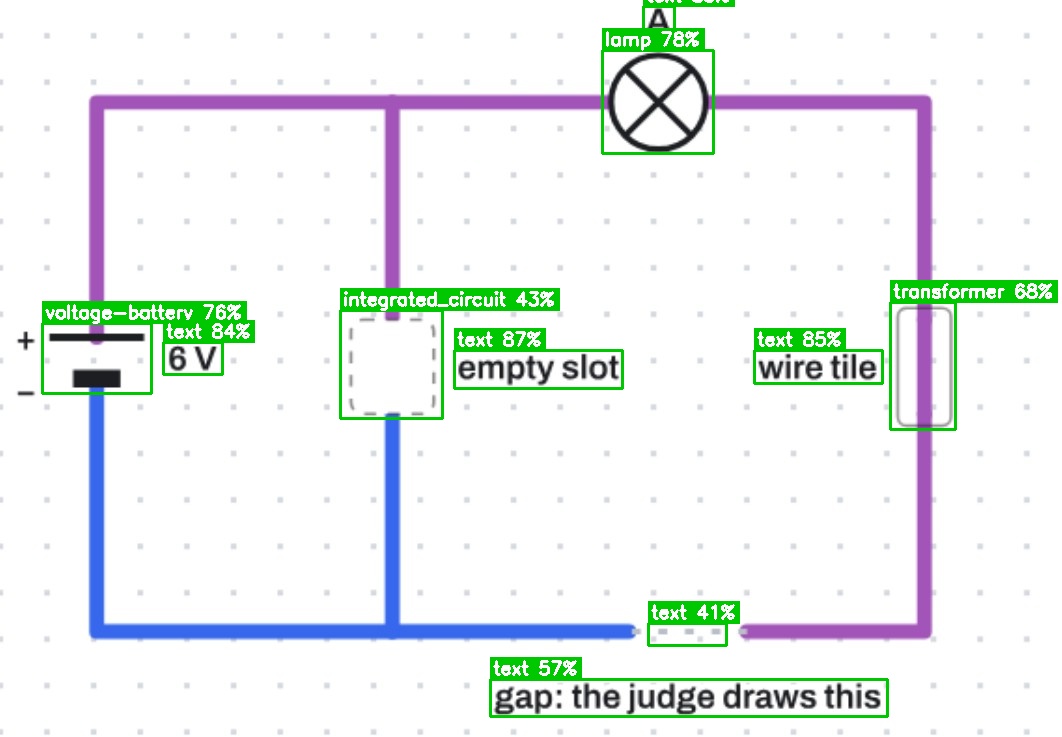 A
lamp 78%
integrated_circuit 43%
transformer 68%
voltage-battery 76%
text 84%
+
6 V
−
text 87%
empty slot
text 85%
wire tile
text 41%
text 57%
gap: the judge draws this